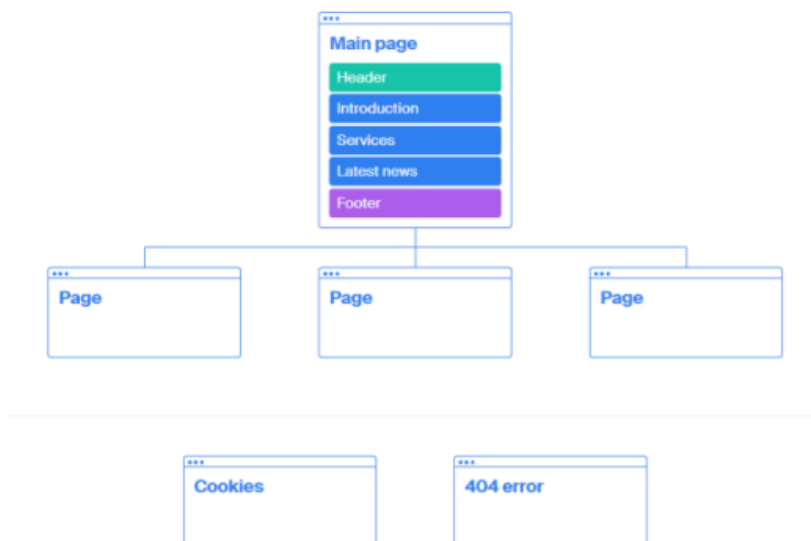 Main page
Header
Introduction
Services
Latest news
Footer
Page
Page
Page
Cookies
404 error